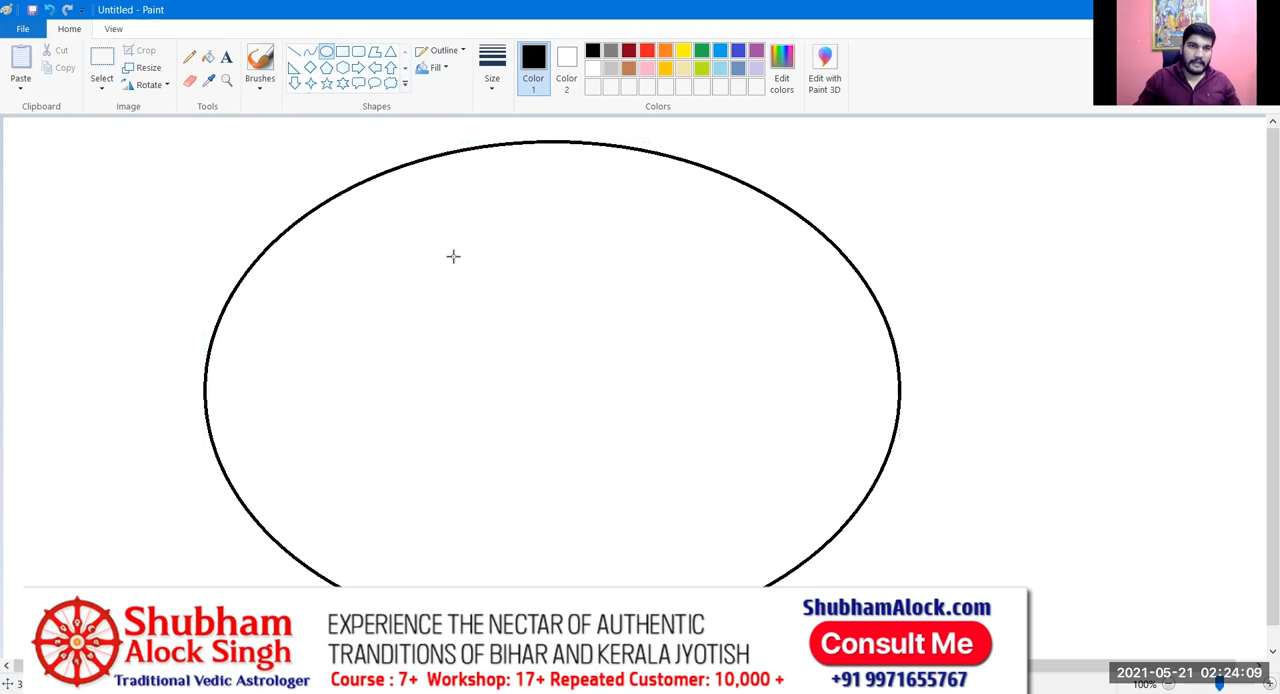 Untitled - Paint
File Home View
Paste
Cut
Copy
Clipboard
Select
Crop
Resize
Rotate
Image
Tools
Brushes
Shapes
Outline
Fill
Size
Color 1
Color 2
Colors
Edit colors
Edit with Paint 3D
Shubham
Alock Singh
Traditional Vedic Astrologer
EXPERIENCE THE NECTAR OF AUTHENTIC
TRANDITIONS OF BIHAR AND KERALA JYOTISH
Course : 7+ Workshop: 17+ Repeated Customer: 10,000 +
ShubhamAlock.com
Consult Me
+91 9971655767
2021-05-21 02:24:09
3
100%